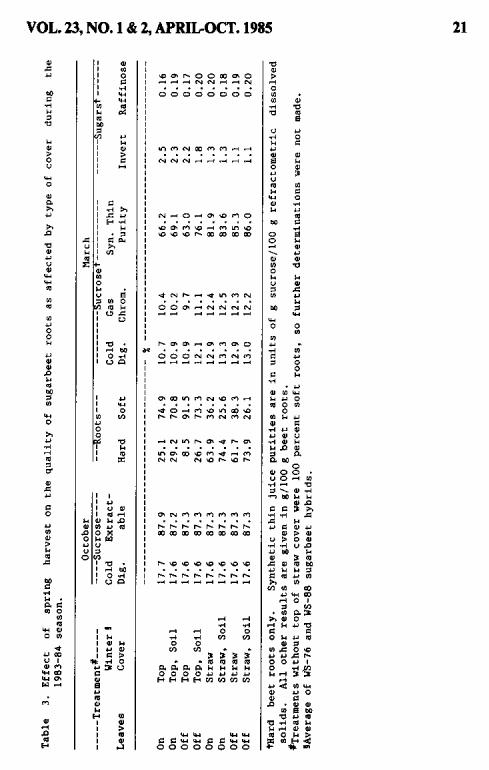 VOL. 23, NO. 1 & 2, APRIL-OCT. 1985 21
Table 3. Effect of spring harvest on the quality of sugarbeet roots as affected by type of cover during the
1983-84 season.
October March
-----Treatment#------ ----Sucrose----- ---Roots--- ---------Sucrose†--------- ------Sugars†-----
Winter§ Cold Extract- Cold Gas Syn. Thin
Leaves Cover Dig. able Hard Soft Dig. Chrom. Purity Invert Raffinose
%
On Top 17.7 87.9 25.1 74.9 10.7 10.4 66.2 2.5 0.16
On Top, Soil 17.6 87.2 29.2 70.8 10.9 10.2 69.1 2.3 0.19
Off Top 17.6 87.3 8.5 91.5 10.9 9.7 63.0 2.2 0.17
Off Top, Soil 17.6 87.3 26.7 73.3 12.1 11.1 76.1 1.8 0.20
On Straw 17.6 87.3 63.9 36.2 12.9 12.4 81.9 1.3 0.20
On Straw, Soil 17.6 87.3 74.4 25.6 13.3 12.5 83.6 1.3 0.18
Off Straw 17.6 87.3 61.7 38.3 12.9 12.3 85.3 1.1 0.19
Off Straw, Soil 17.6 87.3 73.9 26.1 13.0 12.2 86.0 1.1 0.20
†Hard beet roots only. Synthetic thin juice purities are in units of g sucrose/100 g refractometric dissolved
solids. All other results are given in g/100 g beet roots.
#Treatments without top of straw cover were 100 percent soft roots, so further determinations were not made.
§Average of WS-76 and WS-88 sugarbeet hybrids.